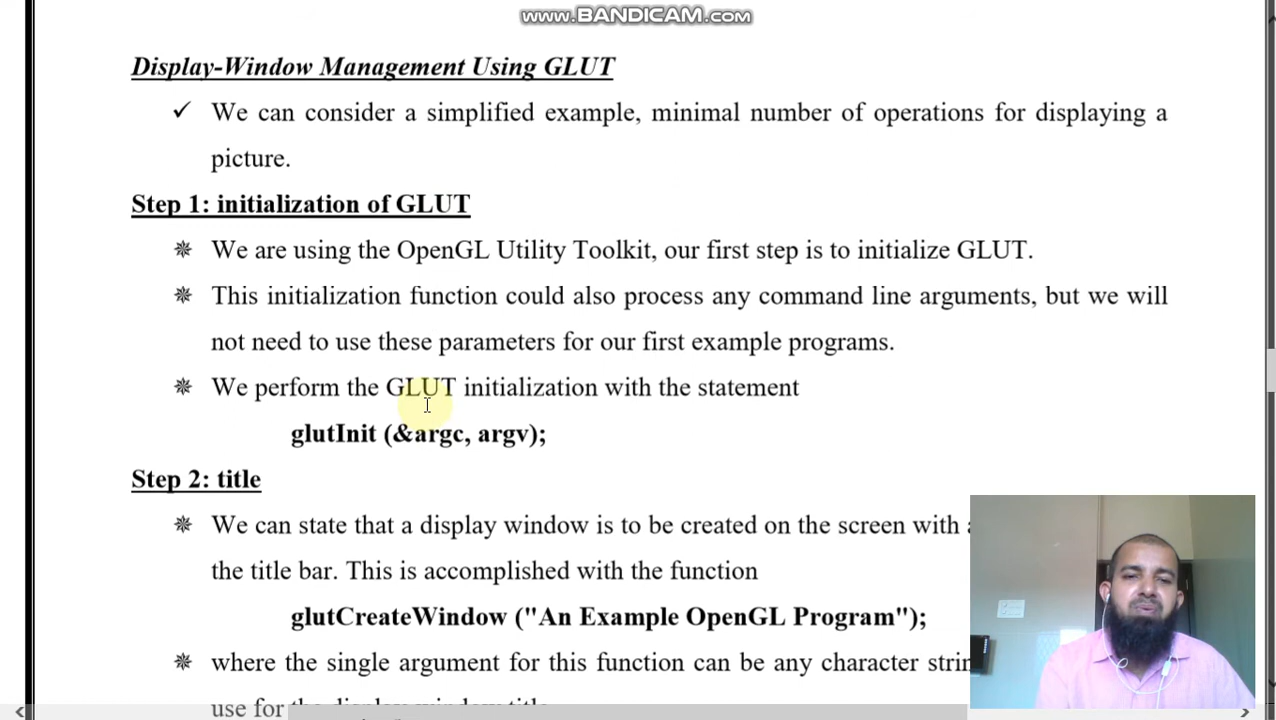 www.BANDICAM.com
Display-Window Management Using GLUT
✓ We can consider a simplified example, minimal number of operations for displaying a
picture.
Step 1: initialization of GLUT
We are using the OpenGL Utility Toolkit, our first step is to initialize GLUT.
This initialization function could also process any command line arguments, but we will
not need to use these parameters for our first example programs.
We perform the GLUT initialization with the statement
glutInit (&argc, argv);
Step 2: title
We can state that a display window is to be created on the screen with
the title bar. This is accomplished with the function
glutCreateWindow ("An Example OpenGL Program");
where the single argument for this function can be any character
use for